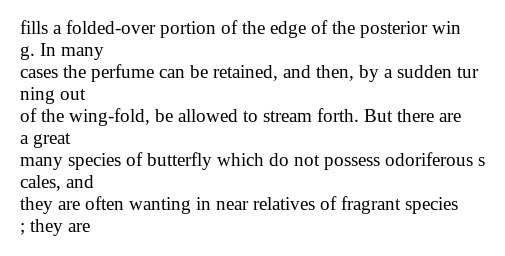 fills a folded-over portion of the edge of the posterior win
g. In many
cases the perfume can be retained, and then, by a sudden tur
ning out
of the wing-fold, be allowed to stream forth. But there are
a great
many species of butterfly which do not possess odoriferous s
cales, and
they are often wanting in near relatives of fragrant species
; they are